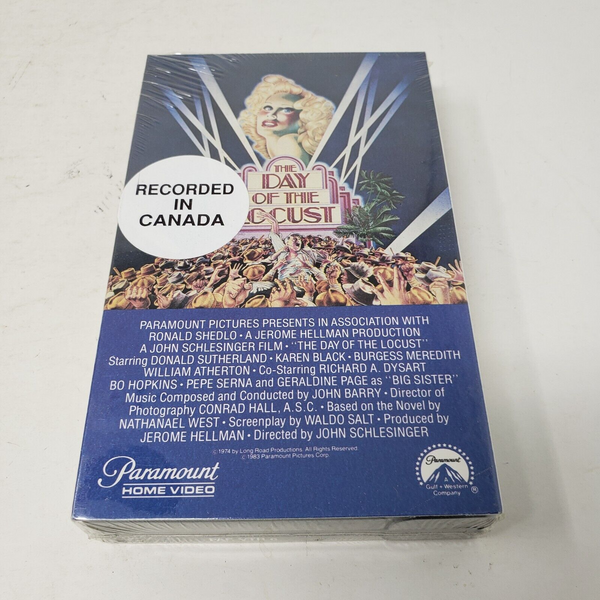 THE
DAY
OF THE
LOCUST
RECORDED
IN
CANADA
PARAMOUNT PICTURES PRESENTS IN ASSOCIATION WITH
RONALD SHEDLO • A JEROME HELLMAN PRODUCTION
A JOHN SCHLESINGER FILM • "THE DAY OF THE LOCUST"
Starring DONALD SUTHERLAND • KAREN BLACK • BURGESS MEREDITH
WILLIAM ATHERTON • Co-Starring RICHARD A. DYSART
BO HOPKINS • PEPE SERNA and GERALDINE PAGE as "BIG SISTER"
Music Composed and Conducted by JOHN BARRY • Director of
Photography CONRAD HALL, A.S.C. • Based on the Novel by
NATHANAEL WEST • Screenplay by WALDO SALT • Produced by
JEROME HELLMAN • Directed by JOHN SCHLESINGER
©1974 by Long Road Productions. All Rights Reserved
©1983 Paramount Pictures Corp.
Paramount
HOME VIDEO
Paramount
A
Gulf + Western
Company
®